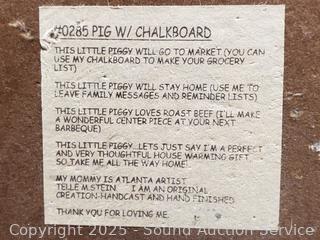 #0285 PIG W/ CHALKBOARD
THIS LITTLE PIGGY WILL GO TO MARKET (YOU CAN
USE MY CHALKBOARD TO MAKE YOUR GROCERY
LIST)
THIS LITTLE PIGGY WILL STAY HOME (USE ME TO
LEAVE FAMILY MESSAGES AND REMINDER LISTS)
THIS LITTLE PIGGY LOVES ROAST BEEF (I'LL MAKE
A WONDERFUL CENTER PIECE AT YOUR NEXT
BARBEQUE)
THIS LITTLE PIGGY...LETS JUST SAY I'M A PERFECT
AND VERY THOUGHTFUL HOUSE WARMING GIFT
SO TAKE ME ALL THE WAY HOME.
MY MOMMY IS ATLANTA ARTIST
TELLE M.STEIN. I AM AN ORIGINAL
CREATION-HANDCAST AND HAND FINISHED.
THANK YOU FOR LOVING ME.
Copyright 2025 - StuffBros.com